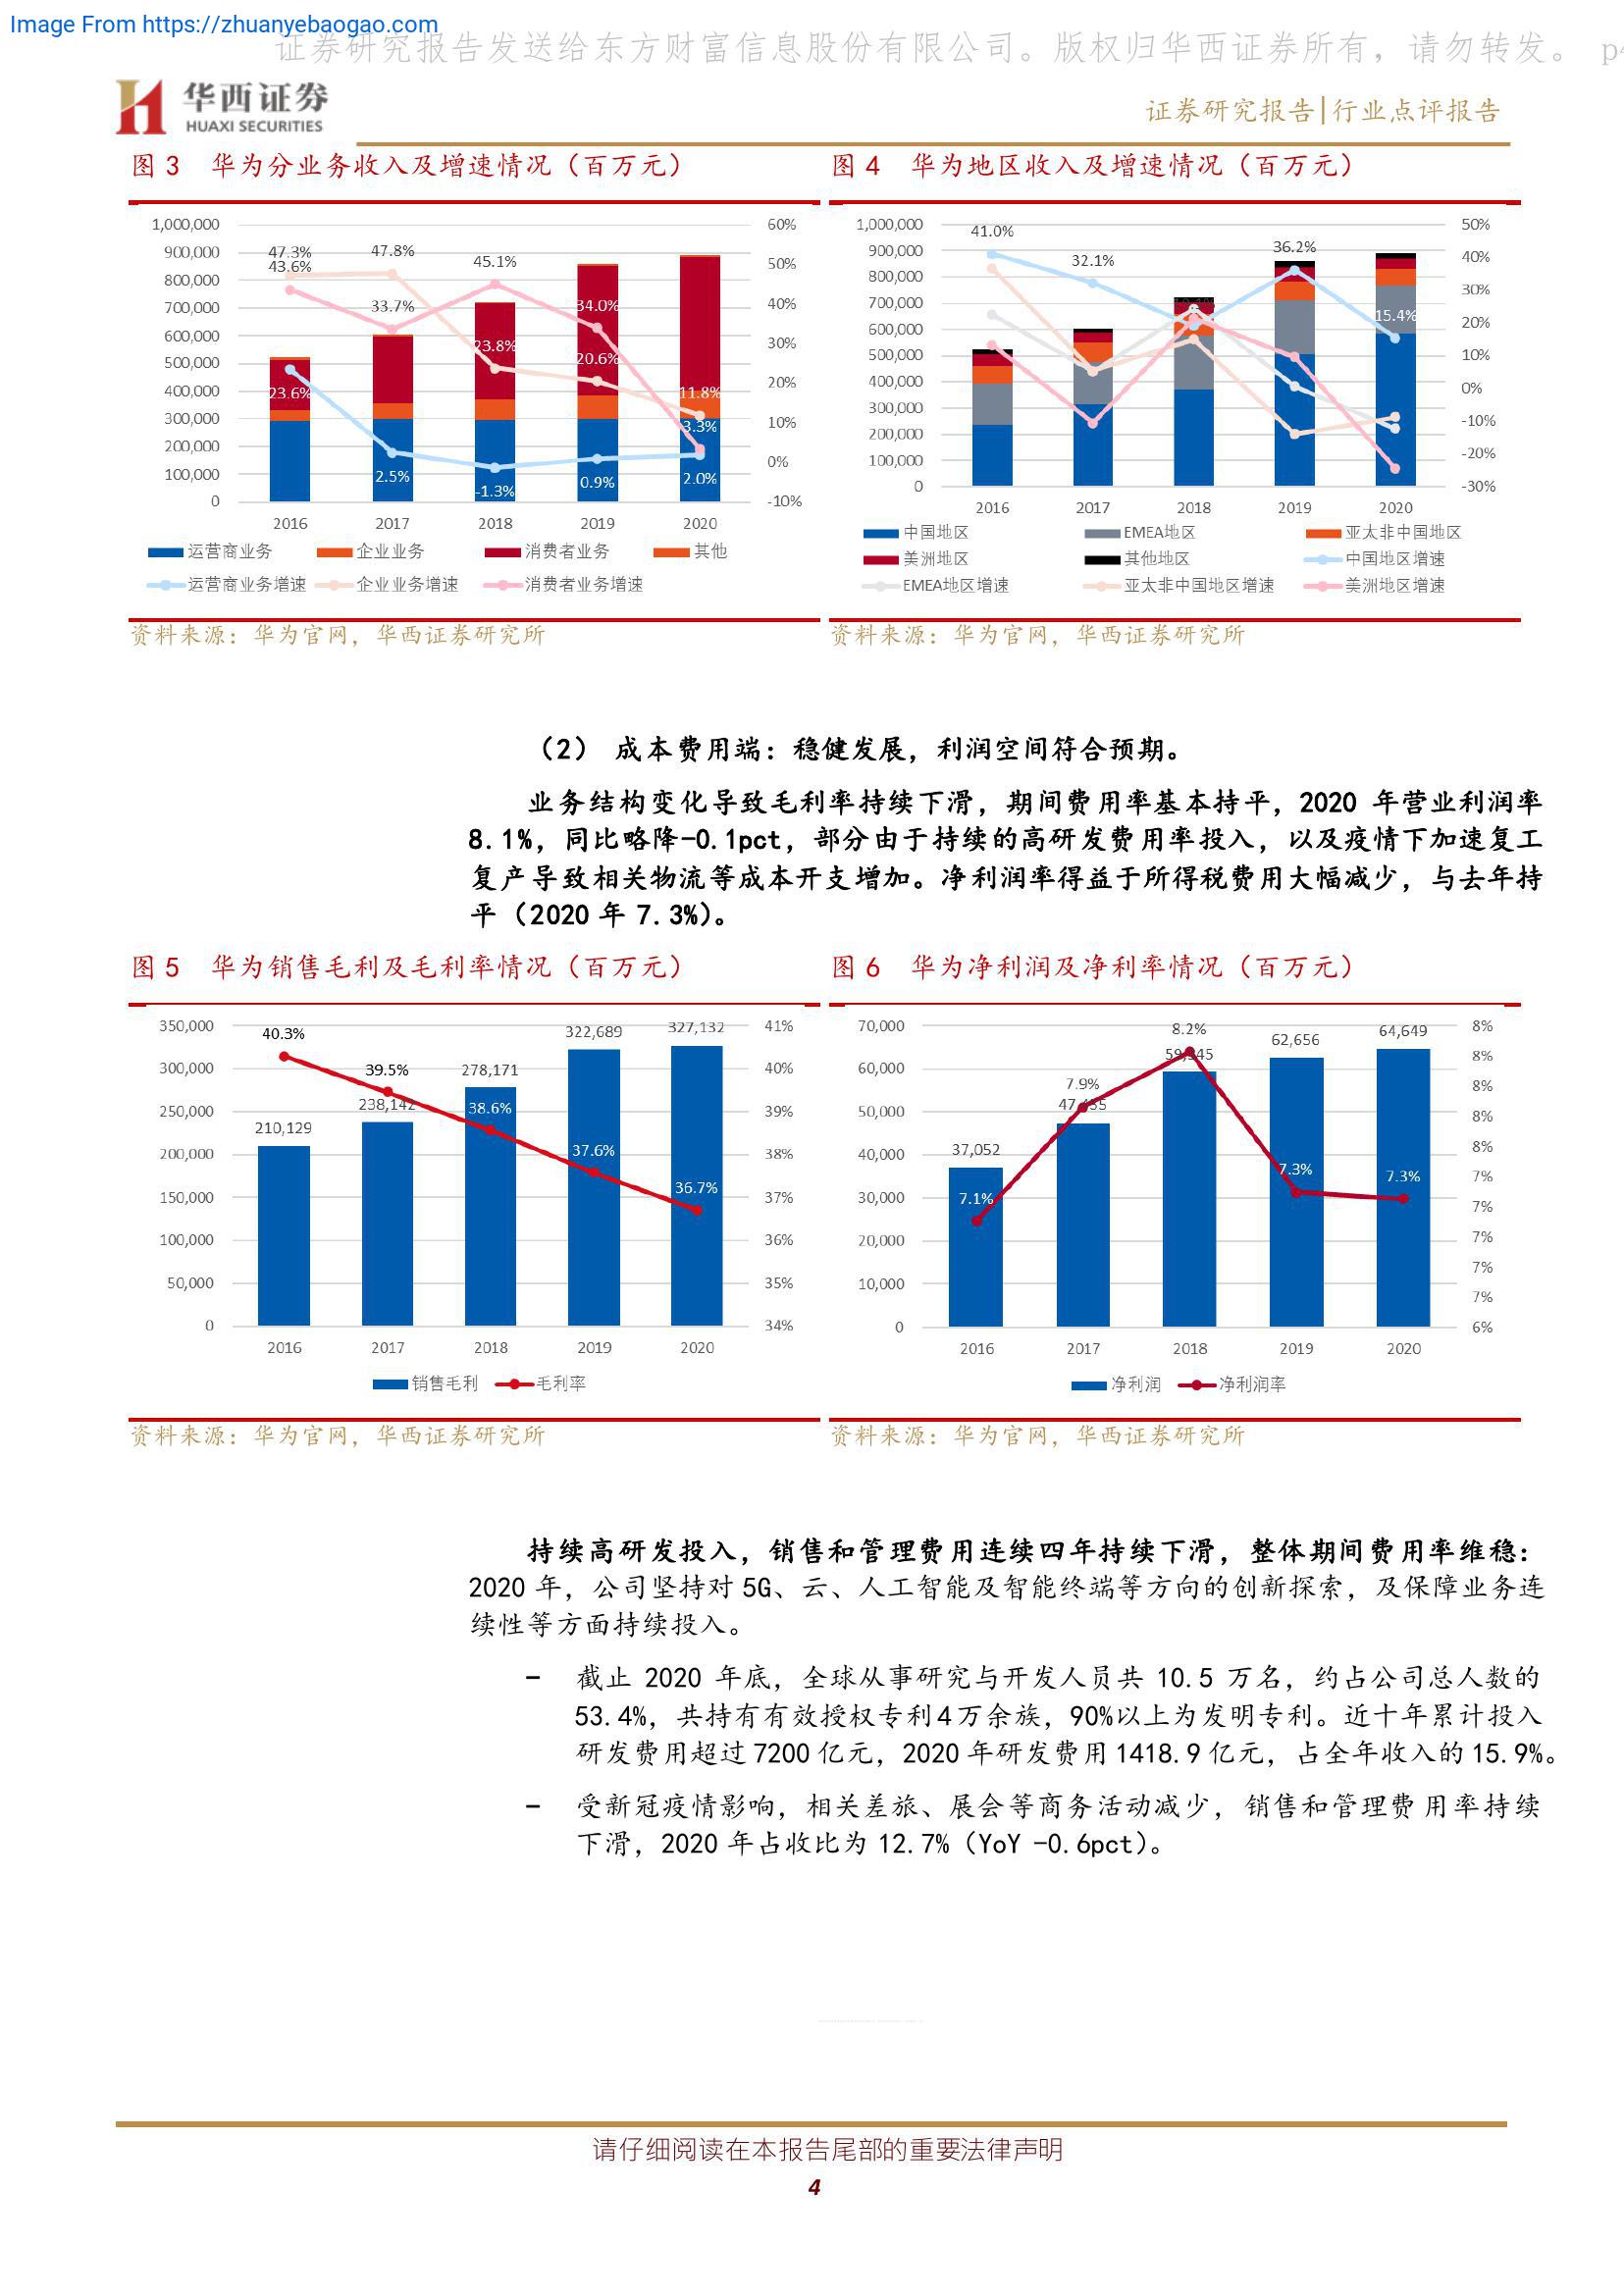 Image From https://zhuanyebaogao.com
证券研究报告发送给东方财富信息股份有限公司。版权归华西证券所有，请勿转发。 p4
华西证券
HUAXI SECURITIES
证券研究报告|行业点评报告
图 3 华为分业务收入及增速情况（百万元）
1,000,000
900,000
800,000
700,000
600,000
500,000
400,000
300,000
200,000
100,000
0
60%
50%
40%
30%
20%
10%
0%
-10%
47.3%
43.6%
47.8%
45.1%
33.7%
34.0%
23.8%
20.6%
23.6%
11.8%
3.3%
2.5%
-1.3%
0.9%
2.0%
2016 2017 2018 2019 2020
运营商业务 企业业务 消费者业务 其他
运营商业务增速 企业业务增速 消费者业务增速
资料来源：华为官网，华西证券研究所
图 4 华为地区收入及增速情况（百万元）
1,000,000
900,000
800,000
700,000
600,000
500,000
400,000
300,000
200,000
100,000
0
50%
40%
30%
20%
10%
0%
-10%
-20%
-30%
41.0%
32.1%
36.2%
15.4%
2016 2017 2018 2019 2020
中国地区 EMEA地区 亚太非中国地区
美洲地区 其他地区 中国地区增速
EMEA地区增速 亚太非中国地区增速 美洲地区增速
资料来源：华为官网，华西证券研究所
（2） 成本费用端：稳健发展，利润空间符合预期。
业务结构变化导致毛利率持续下滑，期间费用率基本持平，2020 年营业利润率
8.1%，同比略降-0.1pct，部分由于持续的高研发费用率投入，以及疫情下加速复工
复产导致相关物流等成本开支增加。净利润率得益于所得税费用大幅减少，与去年持
平（2020 年 7.3%）。
图 5 华为销售毛利及毛利率情况（百万元）
350,000
300,000
250,000
200,000
150,000
100,000
50,000
0
41%
40%
39%
38%
37%
36%
35%
34%
40.3%
39.5%
38.6%
37.6%
36.7%
210,129
238,142
278,171
322,689
327,132
2016 2017 2018 2019 2020
销售毛利 毛利率
资料来源：华为官网，华西证券研究所
图 6 华为净利润及净利率情况（百万元）
70,000
60,000
50,000
40,000
30,000
20,000
10,000
0
8%
8%
8%
8%
8%
7%
7%
7%
7%
7%
6%
7.1%
7.9%
8.2%
7.3%
7.3%
37,052
62,656
64,649
2016 2017 2018 2019 2020
净利润 净利润率
资料来源：华为官网，华西证券研究所
持续高研发投入，销售和管理费用连续四年持续下滑，整体期间费用率维稳：
2020 年，公司坚持对 5G、云、人工智能及智能终端等方向的创新探索，及保障业务连
续性等方面持续投入。
– 截止 2020 年底，全球从事研究与开发人员共 10.5 万名，约占公司总人数的
53.4%，共持有有效授权专利4万余族，90%以上为发明专利。近十年累计投入
研发费用超过 7200 亿元，2020 年研发费用 1418.9 亿元，占全年收入的 15.9%。
– 受新冠疫情影响，相关差旅、展会等商务活动减少，销售和管理费用率持续
下滑，2020 年占收比为 12.7%（YoY -0.6pct）。
请仔细阅读在本报告尾部的重要法律声明
4